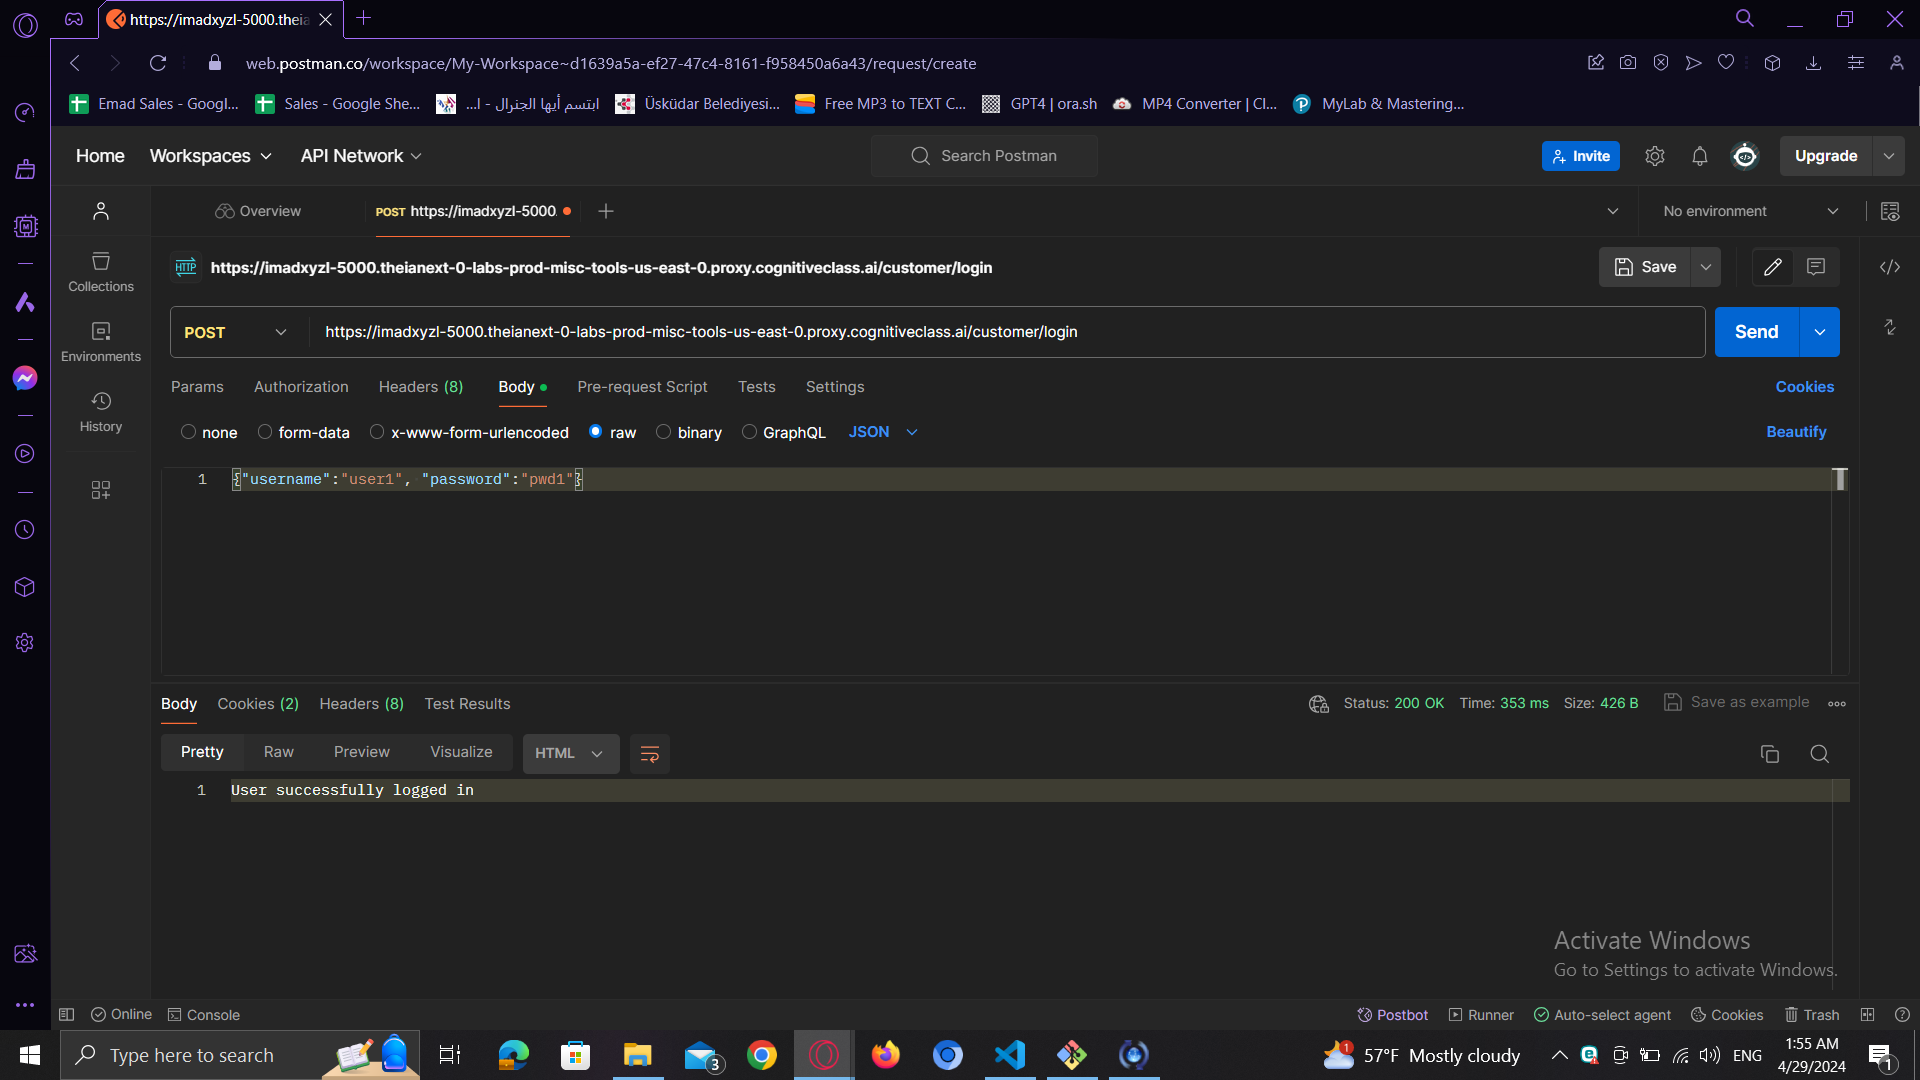 https://imadxyzl-5000.theia
web.postman.co/workspace/My-Workspace~d1639a5a-ef27-47c4-8161-f958450a6a43/request/create
Emad Sales - Googl...
Sales - Google She...
ابتسم أيها الجنرال - ا...
Üsküdar Belediyesi...
Free MP3 to TEXT C...
GPT4 | ora.sh
MP4 Converter | Cl...
MyLab & Mastering...
Home
Workspaces
API Network
Search Postman
Invite
Upgrade
Overview
POST https://imadxyzl-5000.
No environment
HTTP
https://imadxyzl-5000.theianext-0-labs-prod-misc-tools-us-east-0.proxy.cognitiveclass.ai/customer/login
Save
Collections
Environments
History
POST
https://imadxyzl-5000.theianext-0-labs-prod-misc-tools-us-east-0.proxy.cognitiveclass.ai/customer/login
Send
Params
Authorization
Headers (8)
Body
Pre-request Script
Tests
Settings
Cookies
none
form-data
x-www-form-urlencoded
raw
binary
GraphQL
JSON
Beautify
1
{"username":"user1", "password":"pwd1"}
Body
Cookies (2)
Headers (8)
Test Results
Status: 200 OK
Time: 353 ms
Size: 426 B
Save as example
Pretty
Raw
Preview
Visualize
HTML
1
User successfully logged in
Activate Windows
Go to Settings to activate Windows.
Online
Console
Postbot
Runner
Auto-select agent
Cookies
Trash
Type here to search
3
1
57°F Mostly cloudy
ENG
1:55 AM
4/29/2024
1